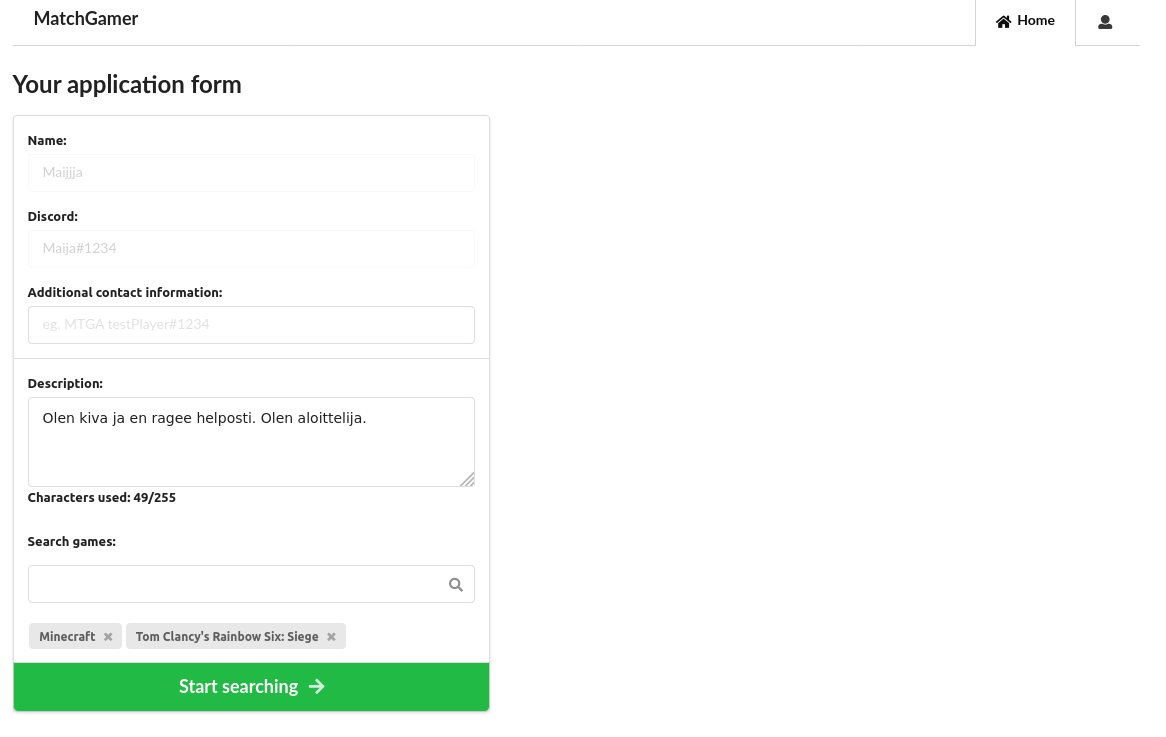 MatchGamer
Home
Your application form
Name:
Maijjja
Discord:
Maija#1234
Additional contact information:
eg. MTGA testPlayer#1234
Description:
Olen kiva ja en ragee helposti. Olen aloittelija.
Characters used: 49/255
Search games:
Minecraft
Tom Clancy's Rainbow Six: Siege
Start searching